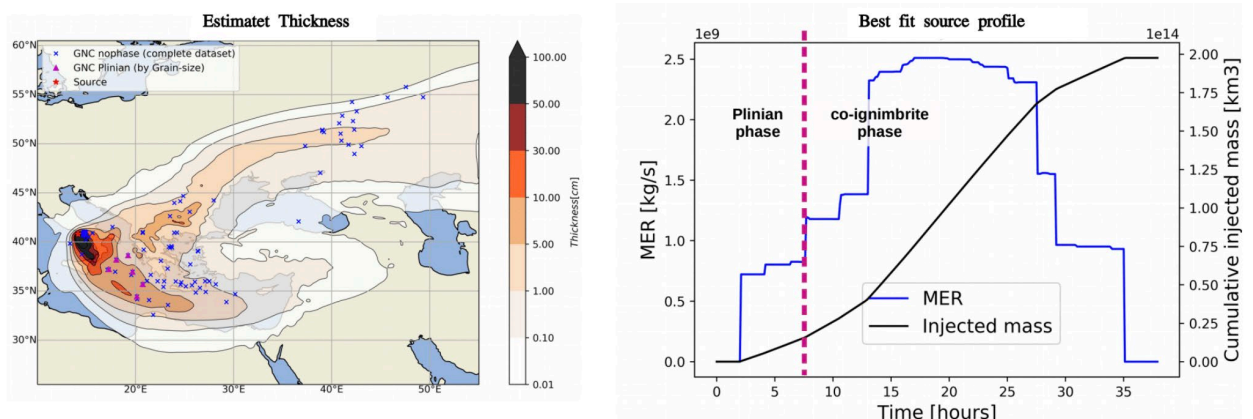 Estimatet Thickness
60°N
55°N
50°N
45°N
40°N
35°N
30°N
20°E
30°E
40°E
50°E
GNC nophase (complete dataset)
GNC Plinian (by Grain-size)
Source
100.00
50.00
30.00
10.00
5.00
1.00
0.10
0.01
Thickness[cm]
Best fit source profile
1e9
1e14
2.5
2.0
1.5
1.0
0.5
0.0
MER [kg/s]
Plinian
phase
co-ignimbrite
phase
MER
Injected mass
2.00
1.75
1.50
1.25
1.00
0.75
0.50
0.25
0.00
Cumulative injected mass [km3]
0
5
10
15
20
25
30
35
Time [hours]